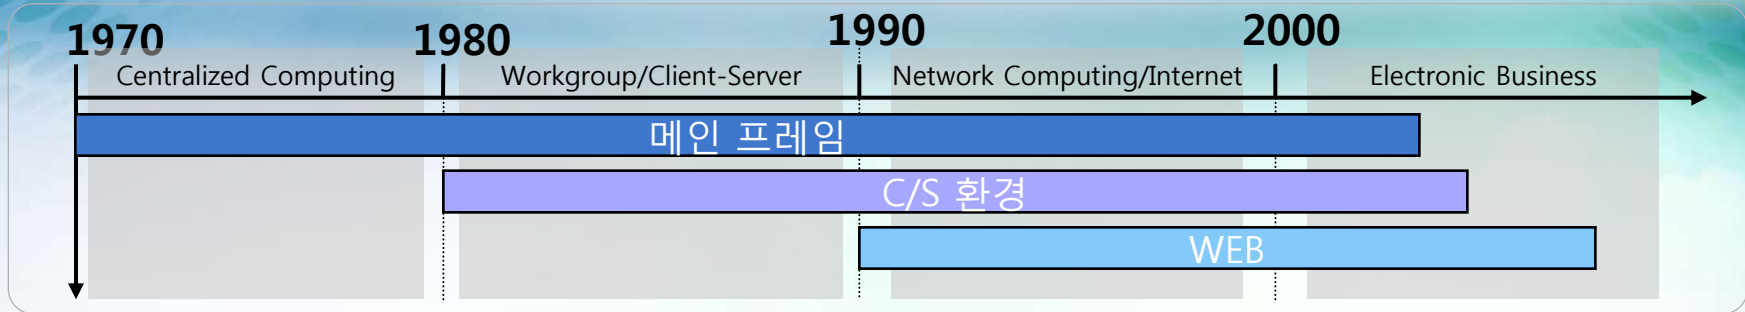 1970 1980 1990 2000
Centralized Computing Workgroup/Client-Server Network Computing/Internet Electronic Business
메인 프레임
C/S 환경
WEB